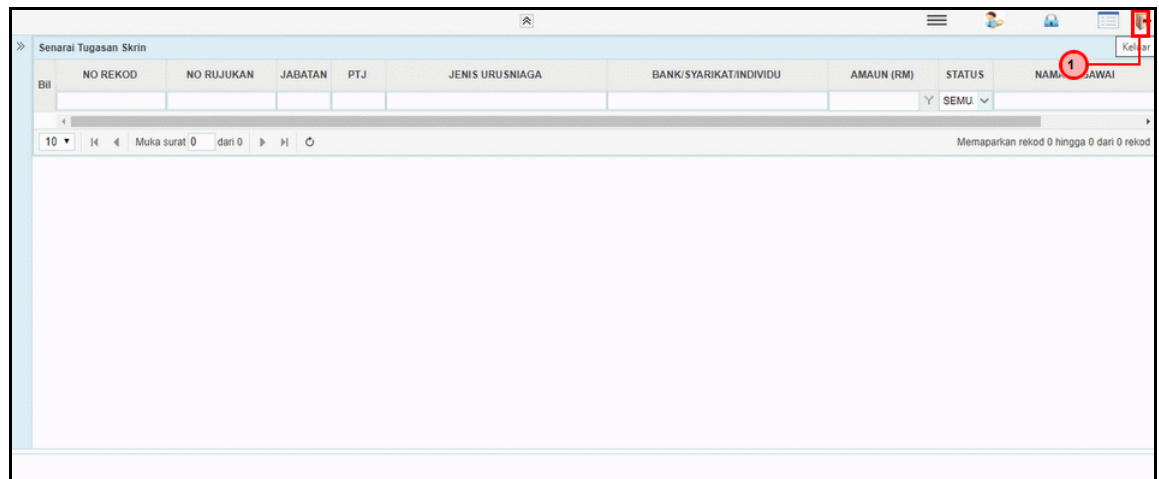 Senarai Tugasan Skrin
Keluar
1
Bil NO REKOD NO RUJUKAN JABATAN PTJ JENIS URUSNIAGA BANK/SYARIKAT/INDIVIDU AMAUN (RM) STATUS
SEMU.
10 Muka surat 0 dari 0 Memaparkan rekod 0 hingga 0 dari 0 rekod